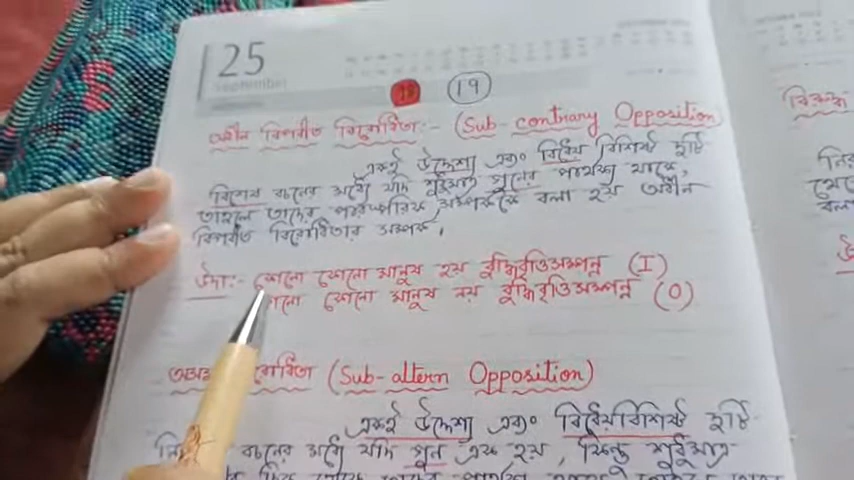 25
September
19
অধীন বিপরীত বিরোধিতা:- (Sub-contrary Opposition)
একই উদ্দেশ্য এবং বিধেয় বিশিষ্ট দুটি
বিশেষ বচনের মধ্যে যদি শুধুমাত্র গুনের পার্থক্য থাকে,
তাহলে তাদের পারস্পরিক সম্পর্ককে বলা হয় অধীন
বিপরীত বিরোধিতার সম্পর্ক।
উদা:- কোনো কোনো মানুষ হয় বুদ্ধিবৃত্তিসম্পন্ন (I)
কোনো মানুষ নয় বুদ্ধিবৃত্তিসম্পন্ন (O)
(Sub-altern Opposition)
একই উদ্দেশ্য এবং বিধেয়বিশিষ্ট দুটি
বচনের মধ্যে যদি গুন এক হয়, কিন্তু শুধুমাত্র